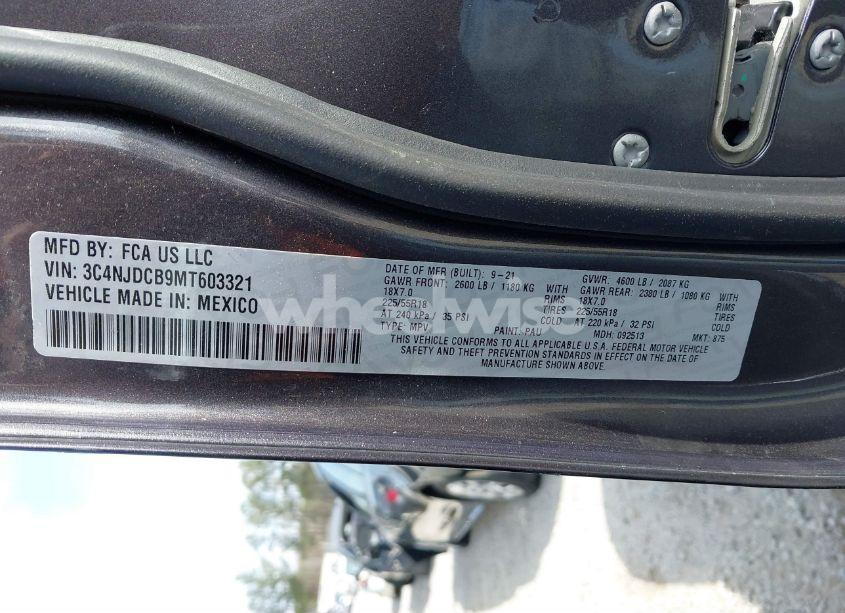 MFD BY: FCA US LLC
VIN: 3C4NJDCB9MT603321
VEHICLE MADE IN: MEXICO
DATE OF MFR (BUILT): 9-21 GVWR: 4600 LB / 2087 KG
GAWR FRONT: 2600 LB / 1180 KG WITH GAWR REAR: 2380 LB / 1080 KG WITH
18X7.0 RIMS 18X7.0 RIMS
225/55R18 TIRES 225/55R18 TIRES
AT 240 kPa / 35 PSI COLD AT 220 kPa / 32 PSI COLD
TYPE: MPV PAINT: PAU MDH: 092513 MKT: 875
THIS VEHICLE CONFORMS TO ALL APPLICABLE U.S.A. FEDERAL MOTOR VEHICLE
SAFETY AND THEFT PREVENTION STANDARDS IN EFFECT ON THE DATE OF
MANUFACTURE SHOWN ABOVE.
wheelwise